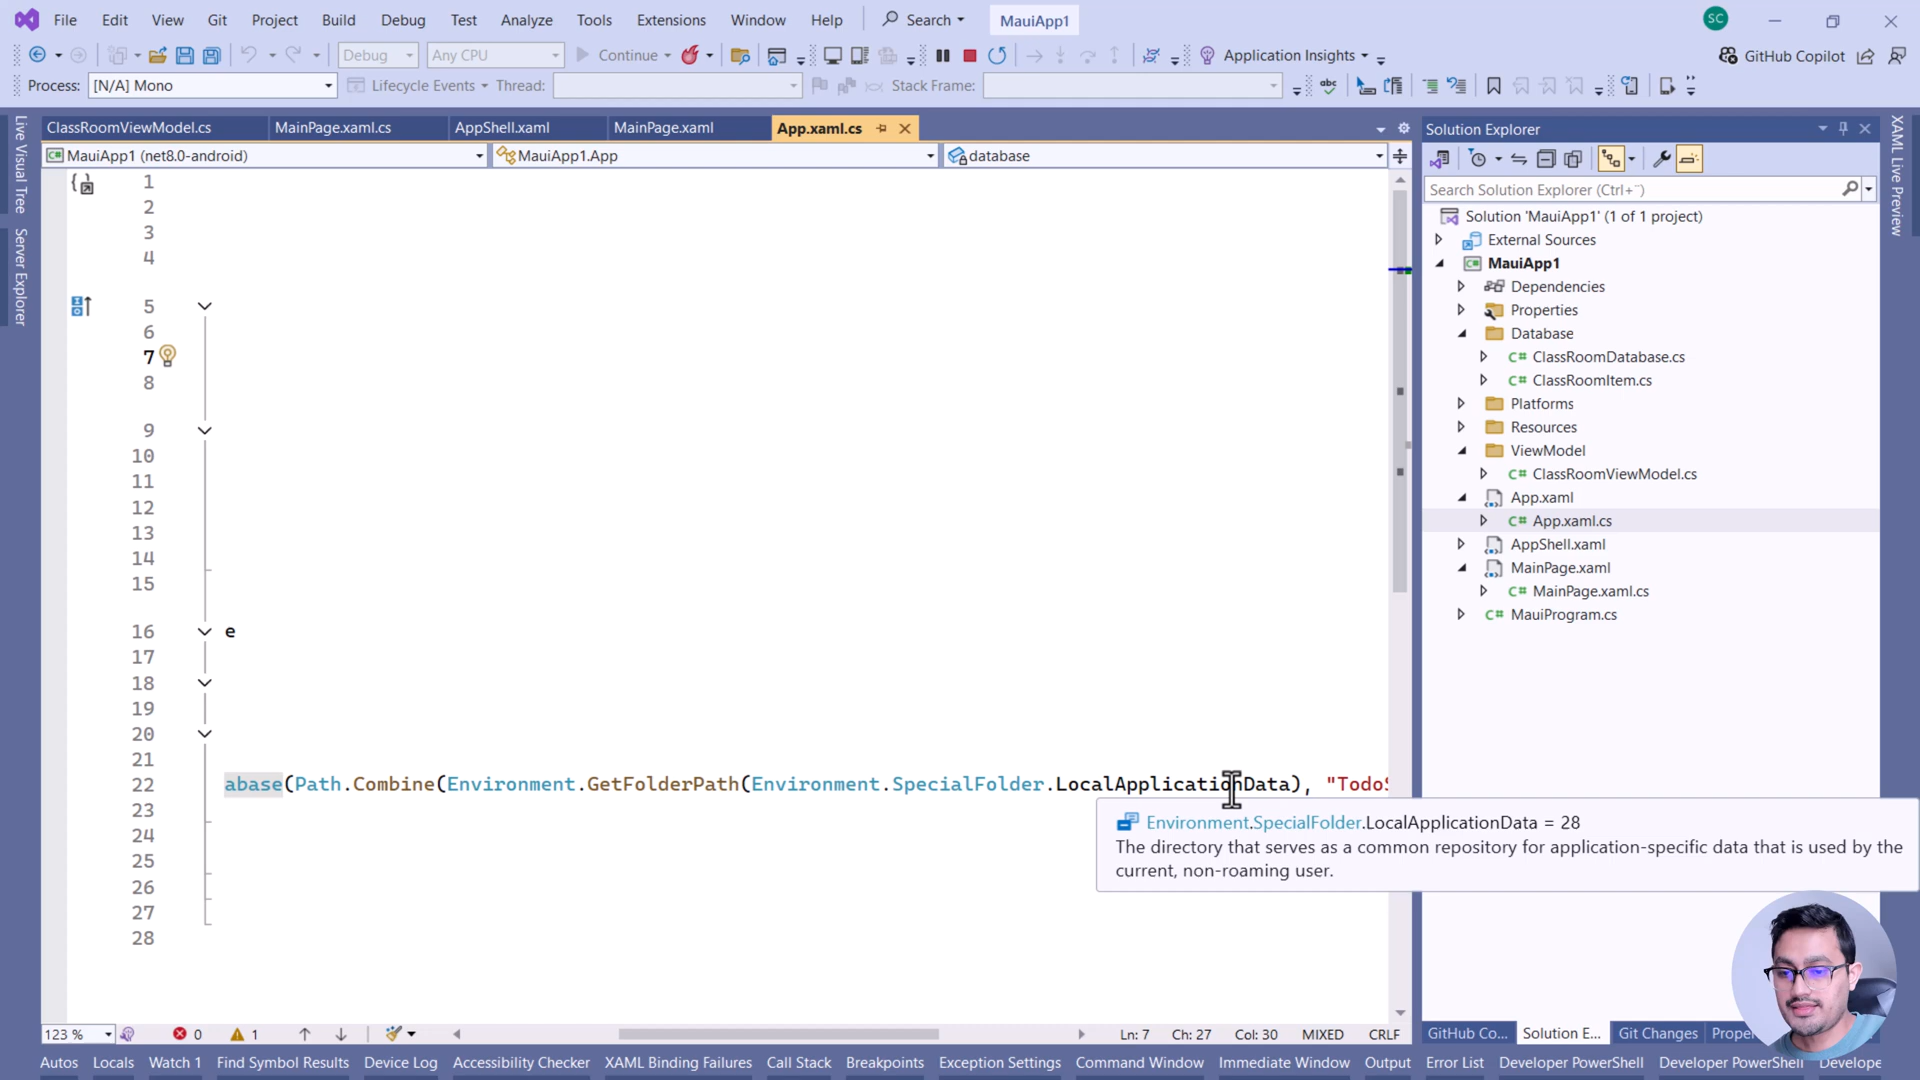 File Edit View Git Project Build Debug Test Analyze Tools Extensions Window Help Search MauiApp1 SC
Debug Any CPU Continue Application Insights GitHub Copilot
Process: [N/A] Mono Lifecycle Events Thread: Stack Frame:
Live Visual Tree
Server Explorer
ClassRoomViewModel.cs MainPage.xaml.cs AppShell.xaml MainPage.xaml App.xaml.cs
MauiApp1 (net8.0-android) MauiApp1.App database
1
2
3
4
5
6
7
8
9
10
11
12
13
14
15
16 e
17
18
19
20
21
22 abase(Path.Combine(Environment.GetFolderPath(Environment.SpecialFolder.LocalApplicationData), "Todo
23
24
25
26
27
28
Environment.SpecialFolder.LocalApplicationData = 28
The directory that serves as a common repository for application-specific data that is used by the
current, non-roaming user.
123 % 0 1 Ln: 7 Ch: 27 Col: 30 MIXED CRLF
Solution Explorer
Search Solution Explorer (Ctrl+¨)
Solution 'MauiApp1' (1 of 1 project)
External Sources
MauiApp1
Dependencies
Properties
Database
C# ClassRoomDatabase.cs
C# ClassRoomItem.cs
Platforms
Resources
ViewModel
C# ClassRoomViewModel.cs
App.xaml
C# App.xaml.cs
AppShell.xaml
MainPage.xaml
C# MainPage.xaml.cs
C# MauiProgram.cs
XAML Live Preview
GitHub Co... Solution E... Git Changes Proper
Autos Locals Watch 1 Find Symbol Results Device Log Accessibility Checker XAML Binding Failures Call Stack Breakpoints Exception Settings Command Window Immediate Window Output Error List Developer PowerShell Developer PowerShell Develope